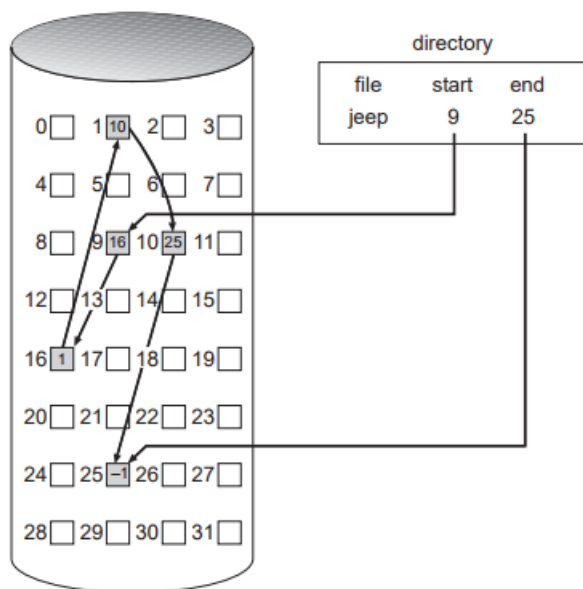 directory
file start end
jeep 9 25
0 1 10 2 3
4 5 6 7
8 9 16 10 25 11
12 13 14 15
16 1 17 18 19
20 21 22 23
24 25 –1 26 27
28 29 30 31